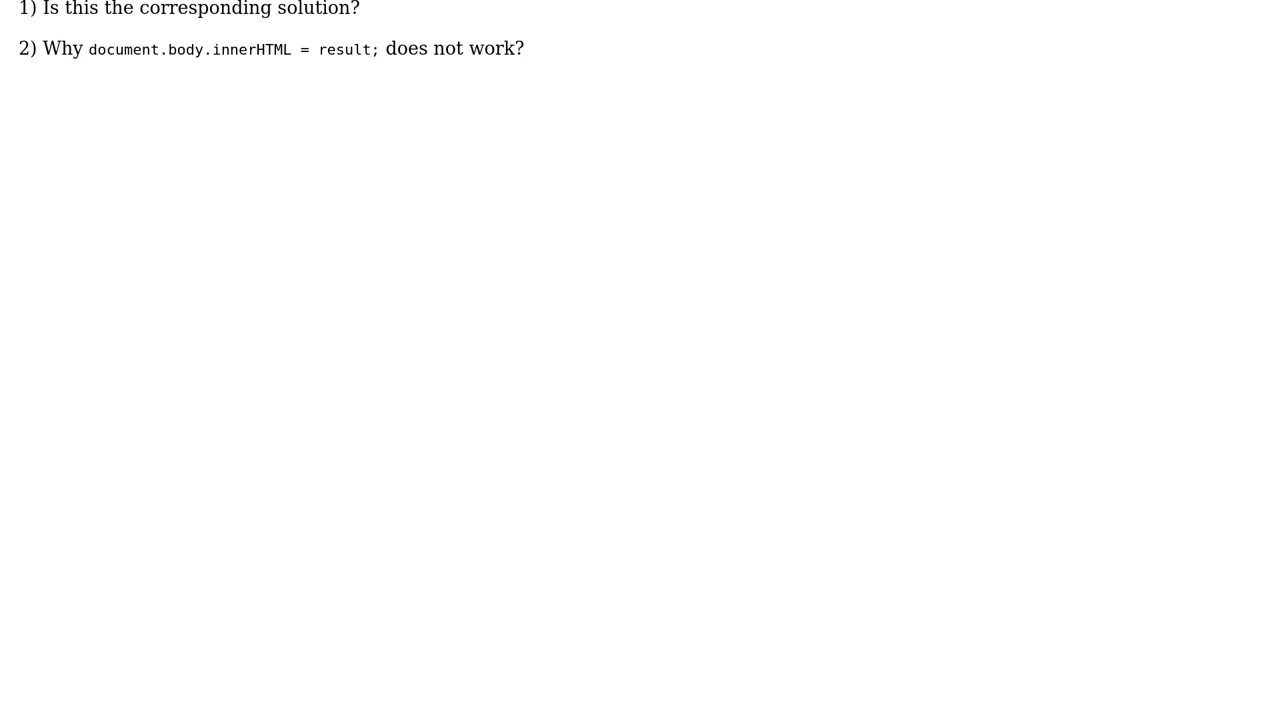 1) Is this the corresponding solution?
2) Why document.body.innerHTML = result; does not work?